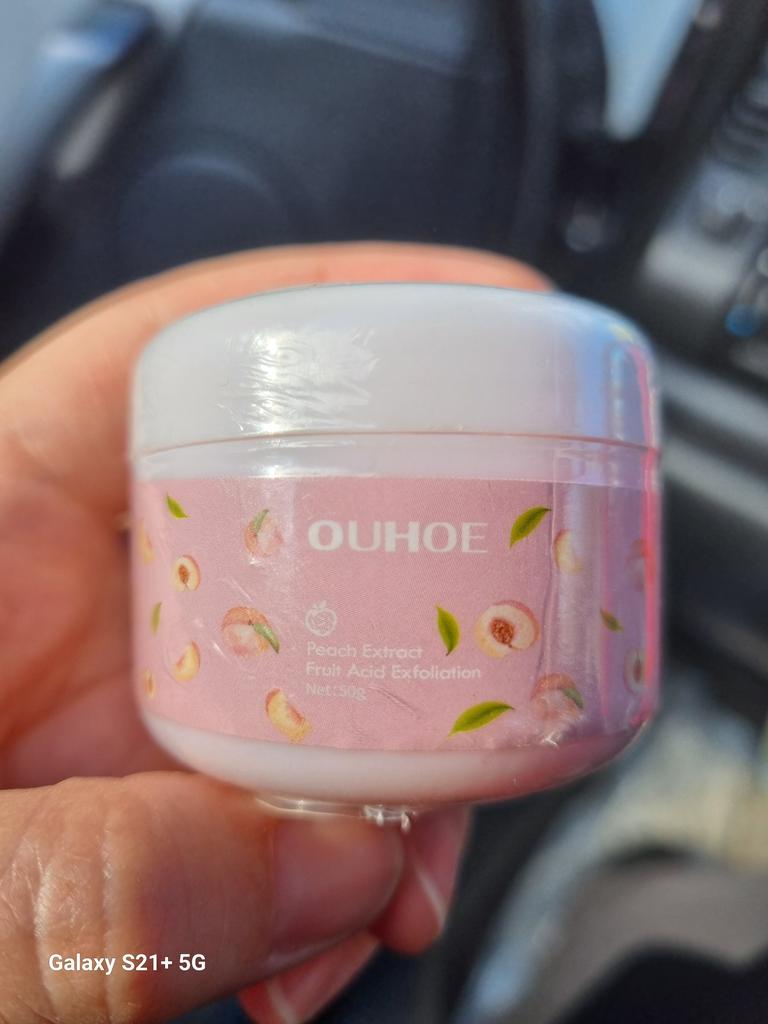 OUHOE
Peach Extract
Fruit Acid Exfoliation
Net:50g
Galaxy S21+ 5G